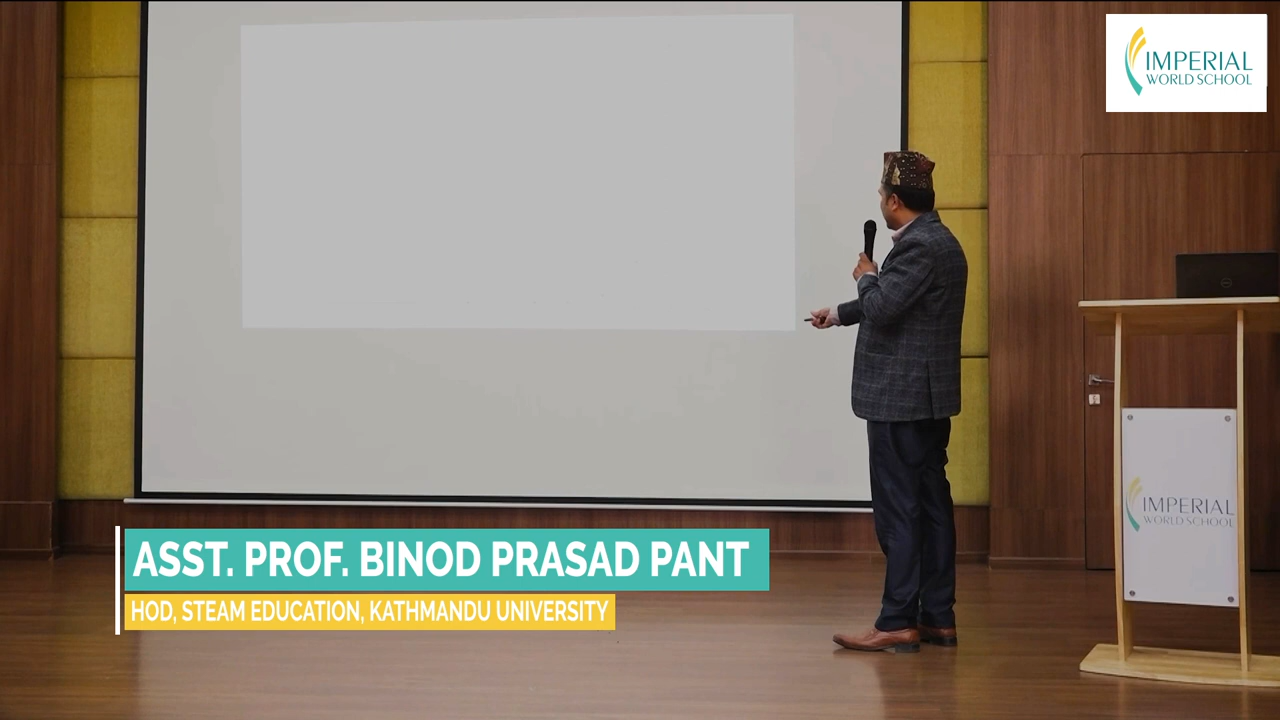 IMPERIAL
WORLD SCHOOL
ASST. PROF. BINOD PRASAD PANT
HOD, STEAM EDUCATION, KATHMANDU UNIVERSITY
IMPERIAL
WORLD SCHOOL